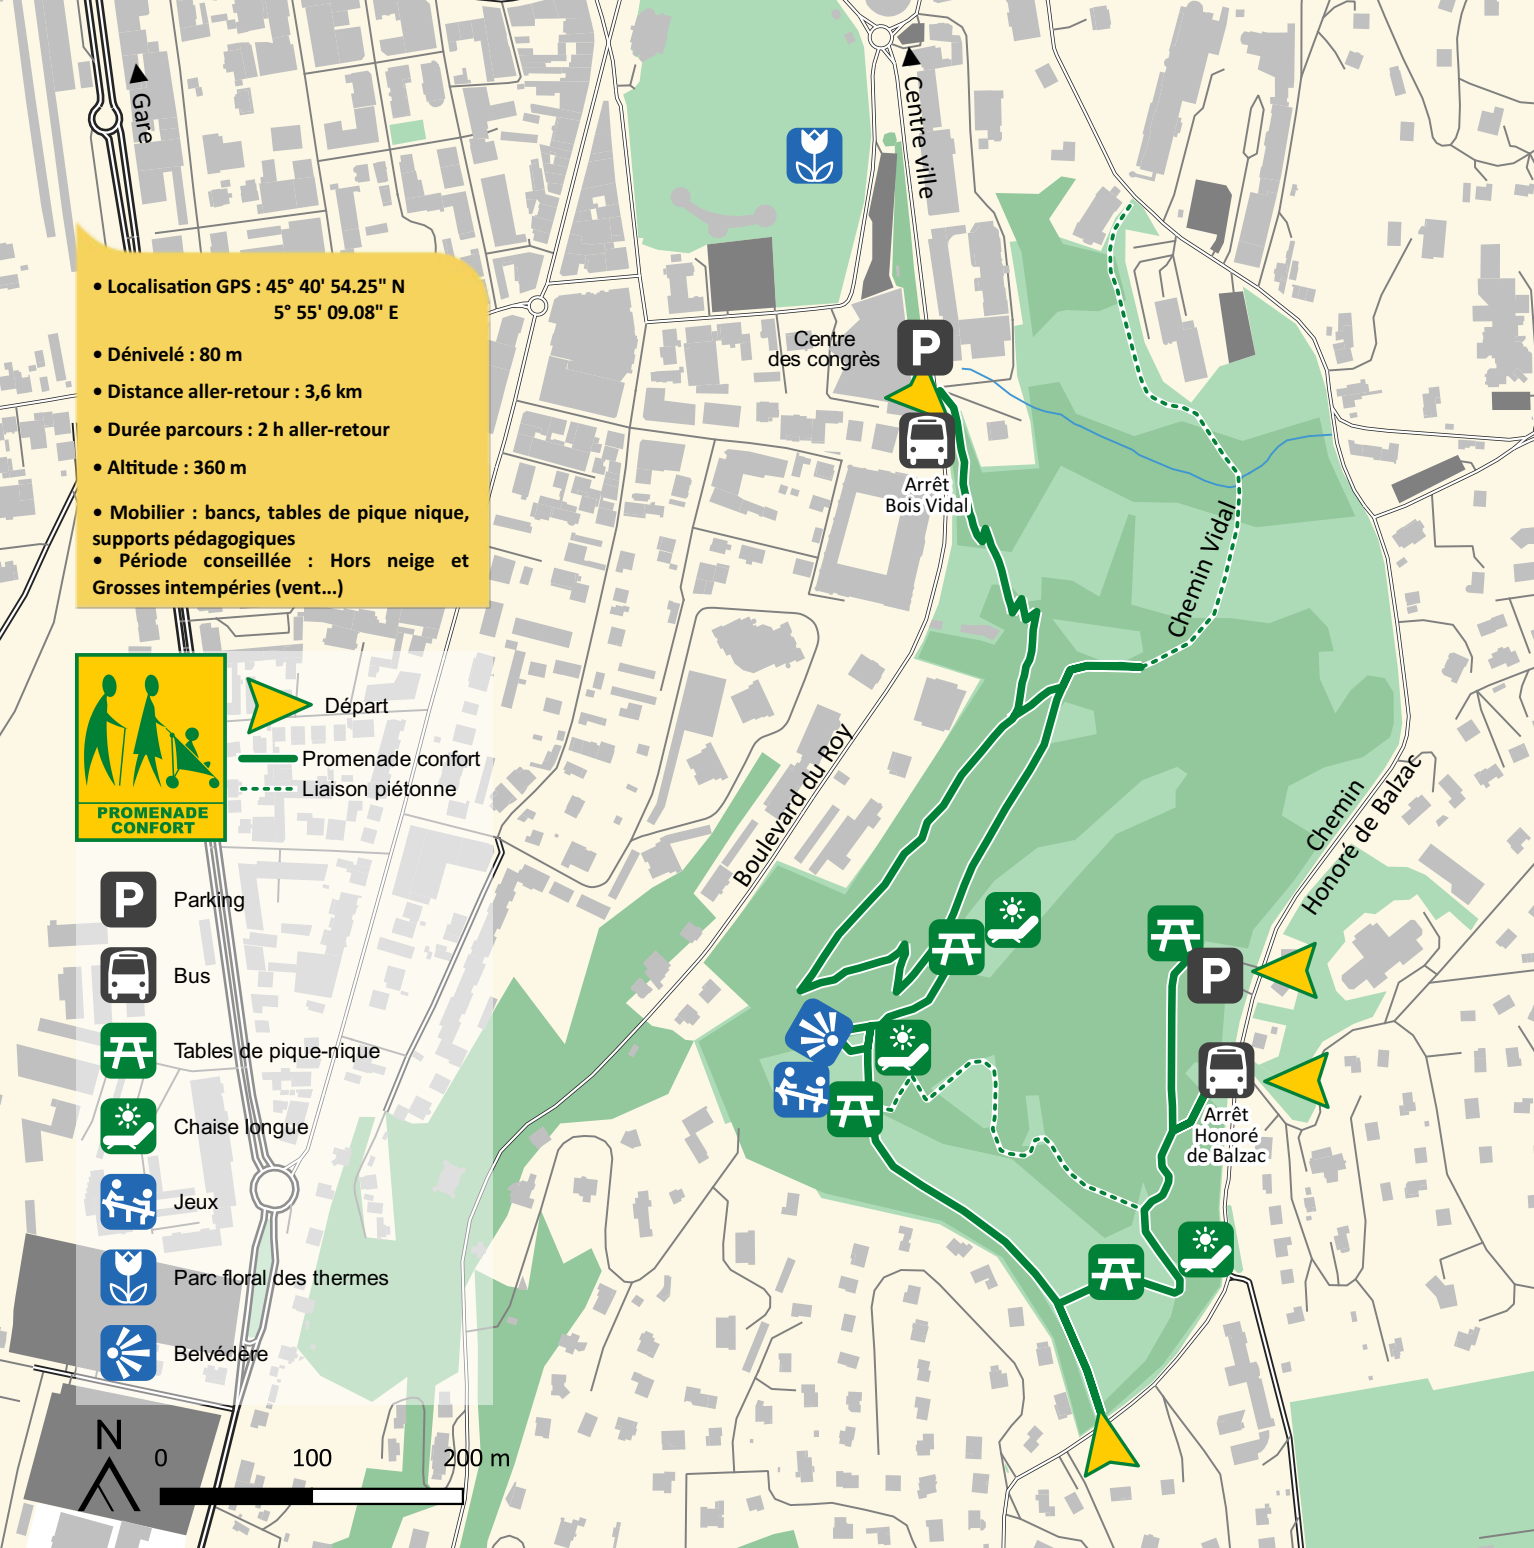 Gare
Centre ville
• Localisation GPS : 45° 40' 54.25" N
5° 55' 09.08" E
• Dénivelé : 80 m
• Distance aller-retour : 3,6 km
• Durée parcours : 2 h aller-retour
• Altitude : 360 m
• Mobilier : bancs, tables de pique nique,
supports pédagogiques
• Période conseillée : Hors neige et
Grosses intempéries (vent...)
Centre
des congrès
P
Arrêt
Bois Vidal
Chemin Vidal
Boulevard du Roy
Chemin
Honoré de Balzac
P
Arrêt
Honoré
de Balzac
PROMENADE
CONFORT
Départ
Promenade confort
Liaison piétonne
P
Parking
Bus
Tables de pique-nique
Chaise longue
Jeux
Parc floral des thermes
Belvédère
N
0 100 200 m